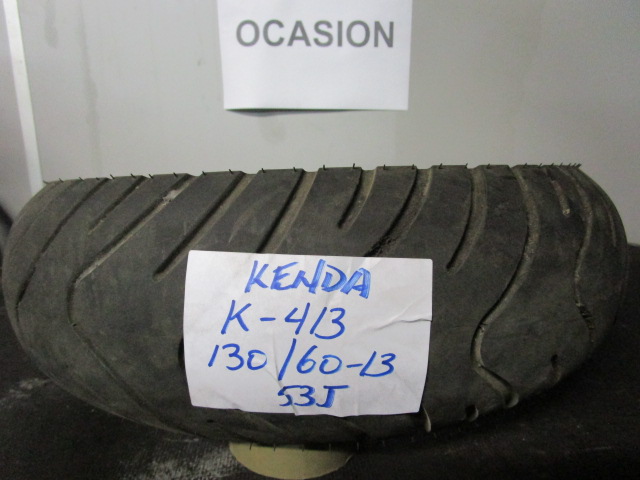 OCASION
KENDA
K-413
130/60-13
53J